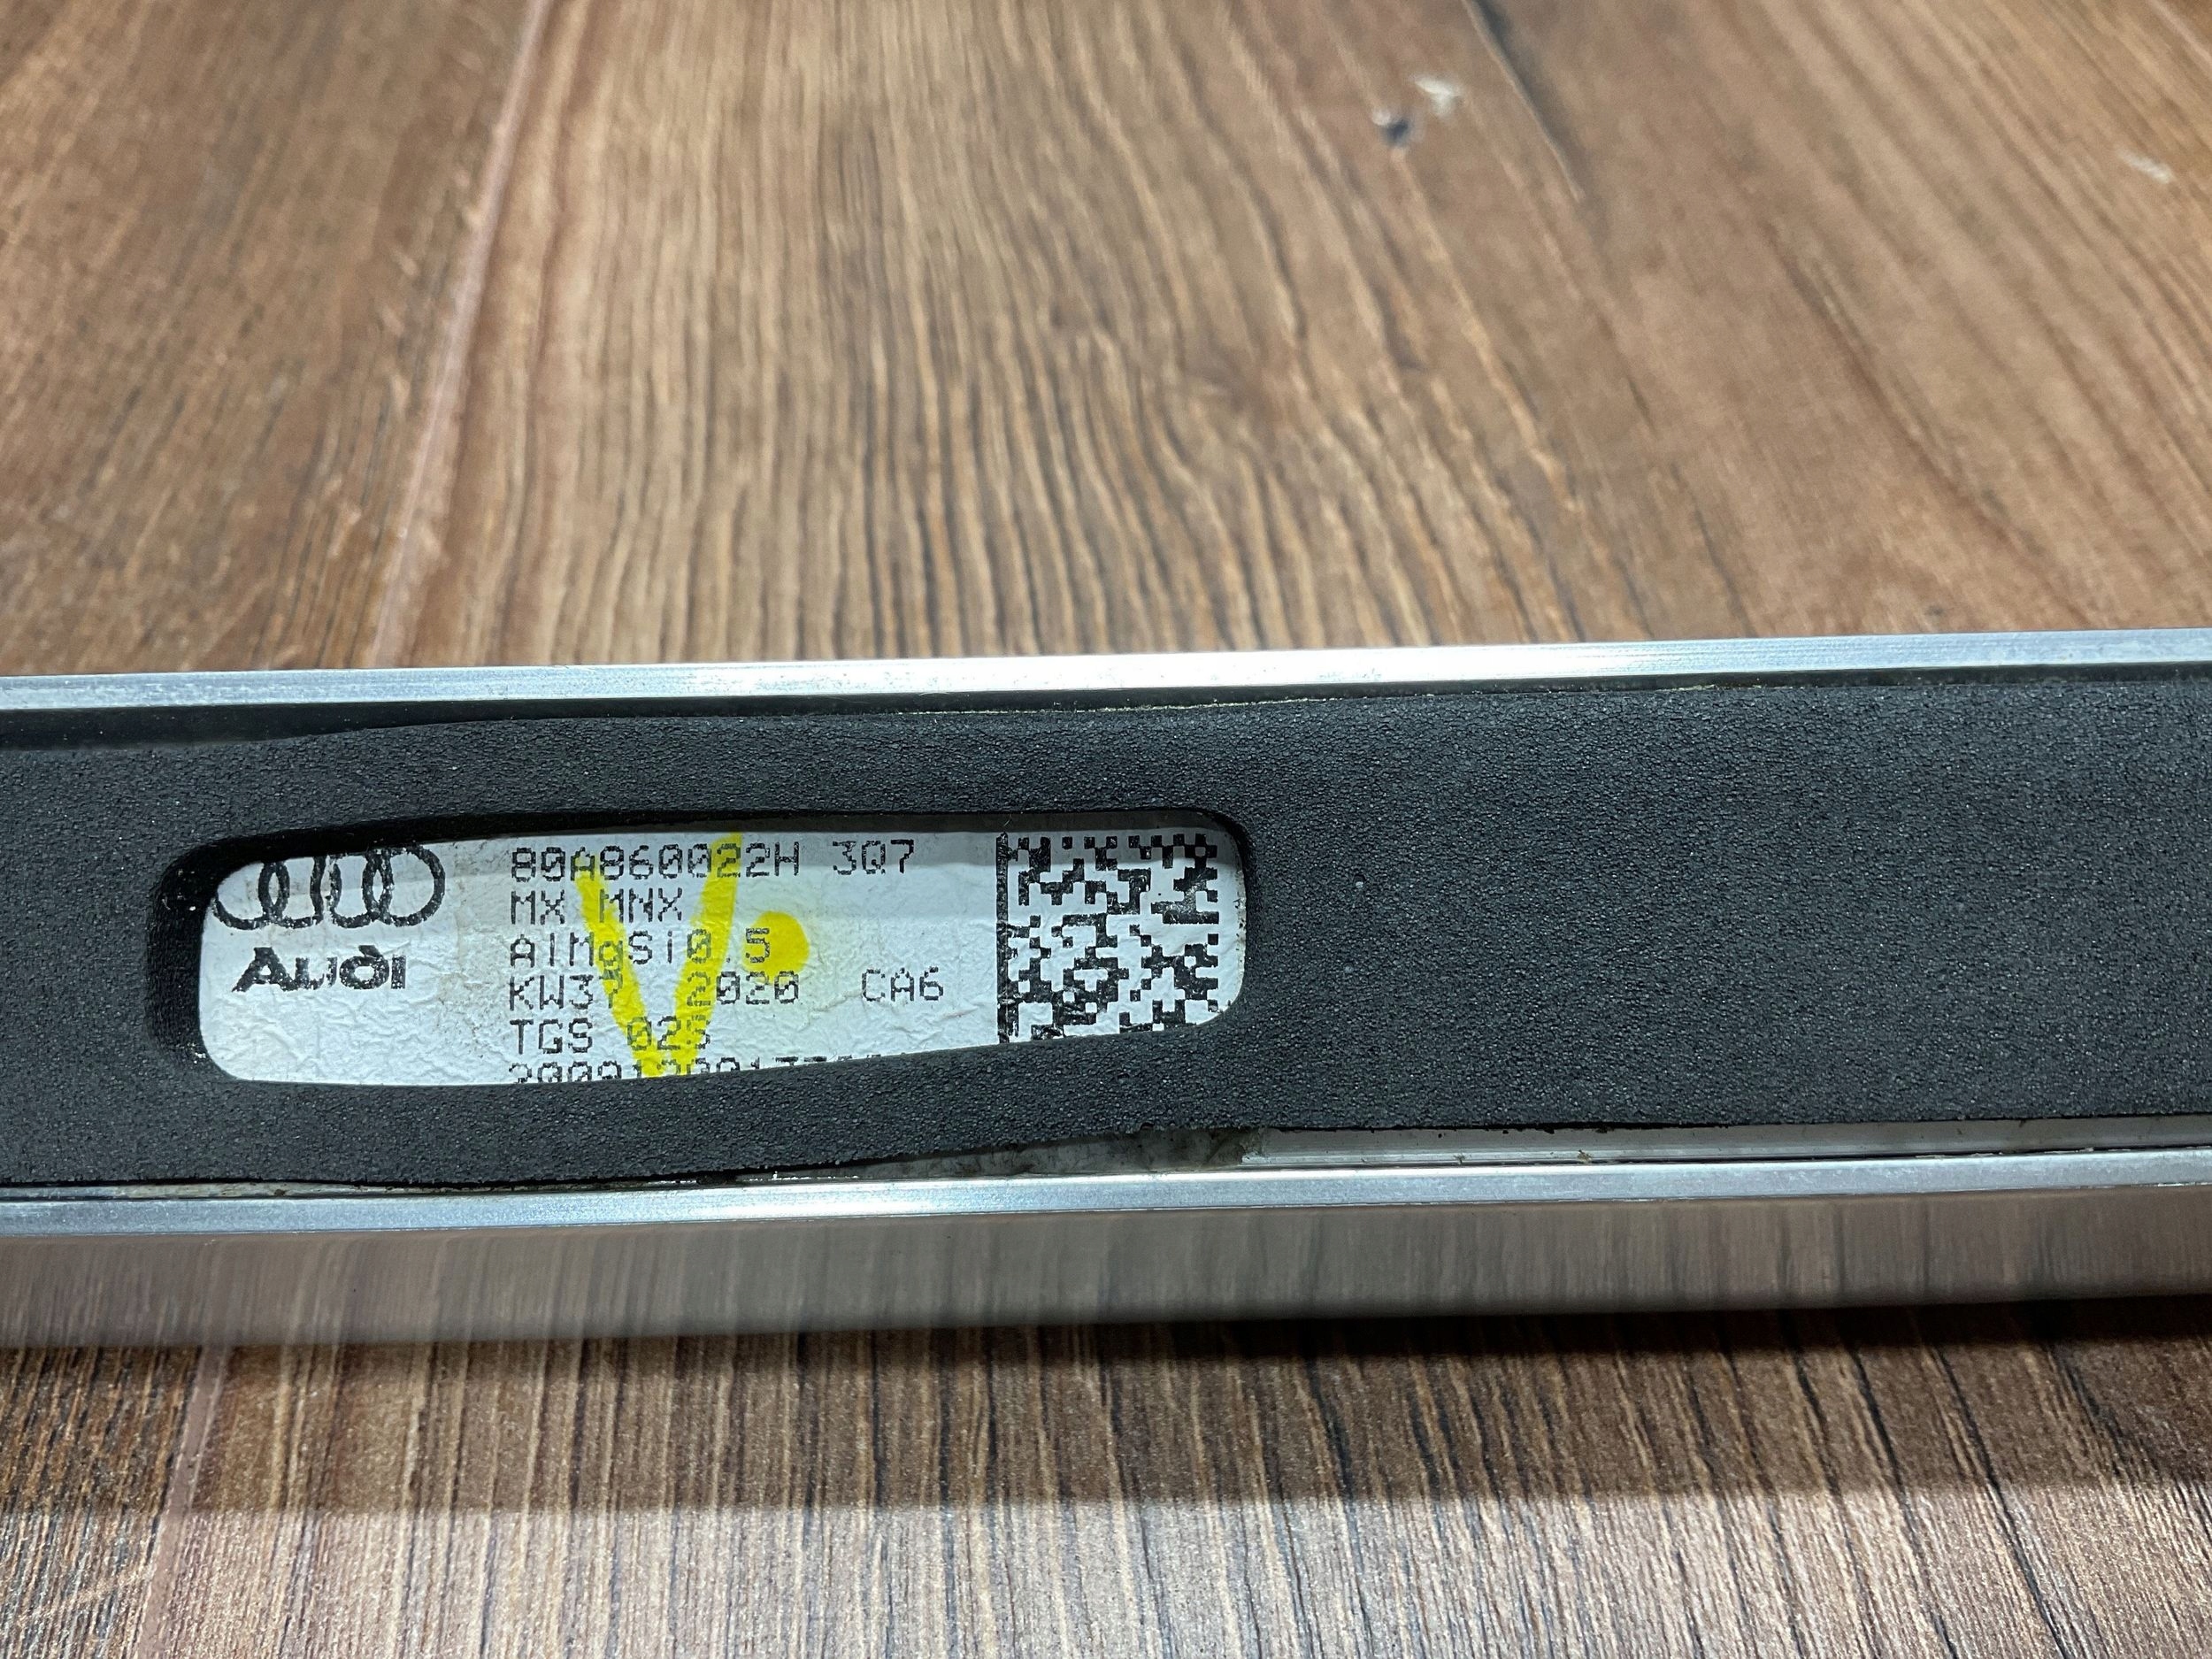 Audi
80A860022H 3Q7
MX MNX
AlMgSi0.5
KW37 2020 CA6
TGS 025
V.